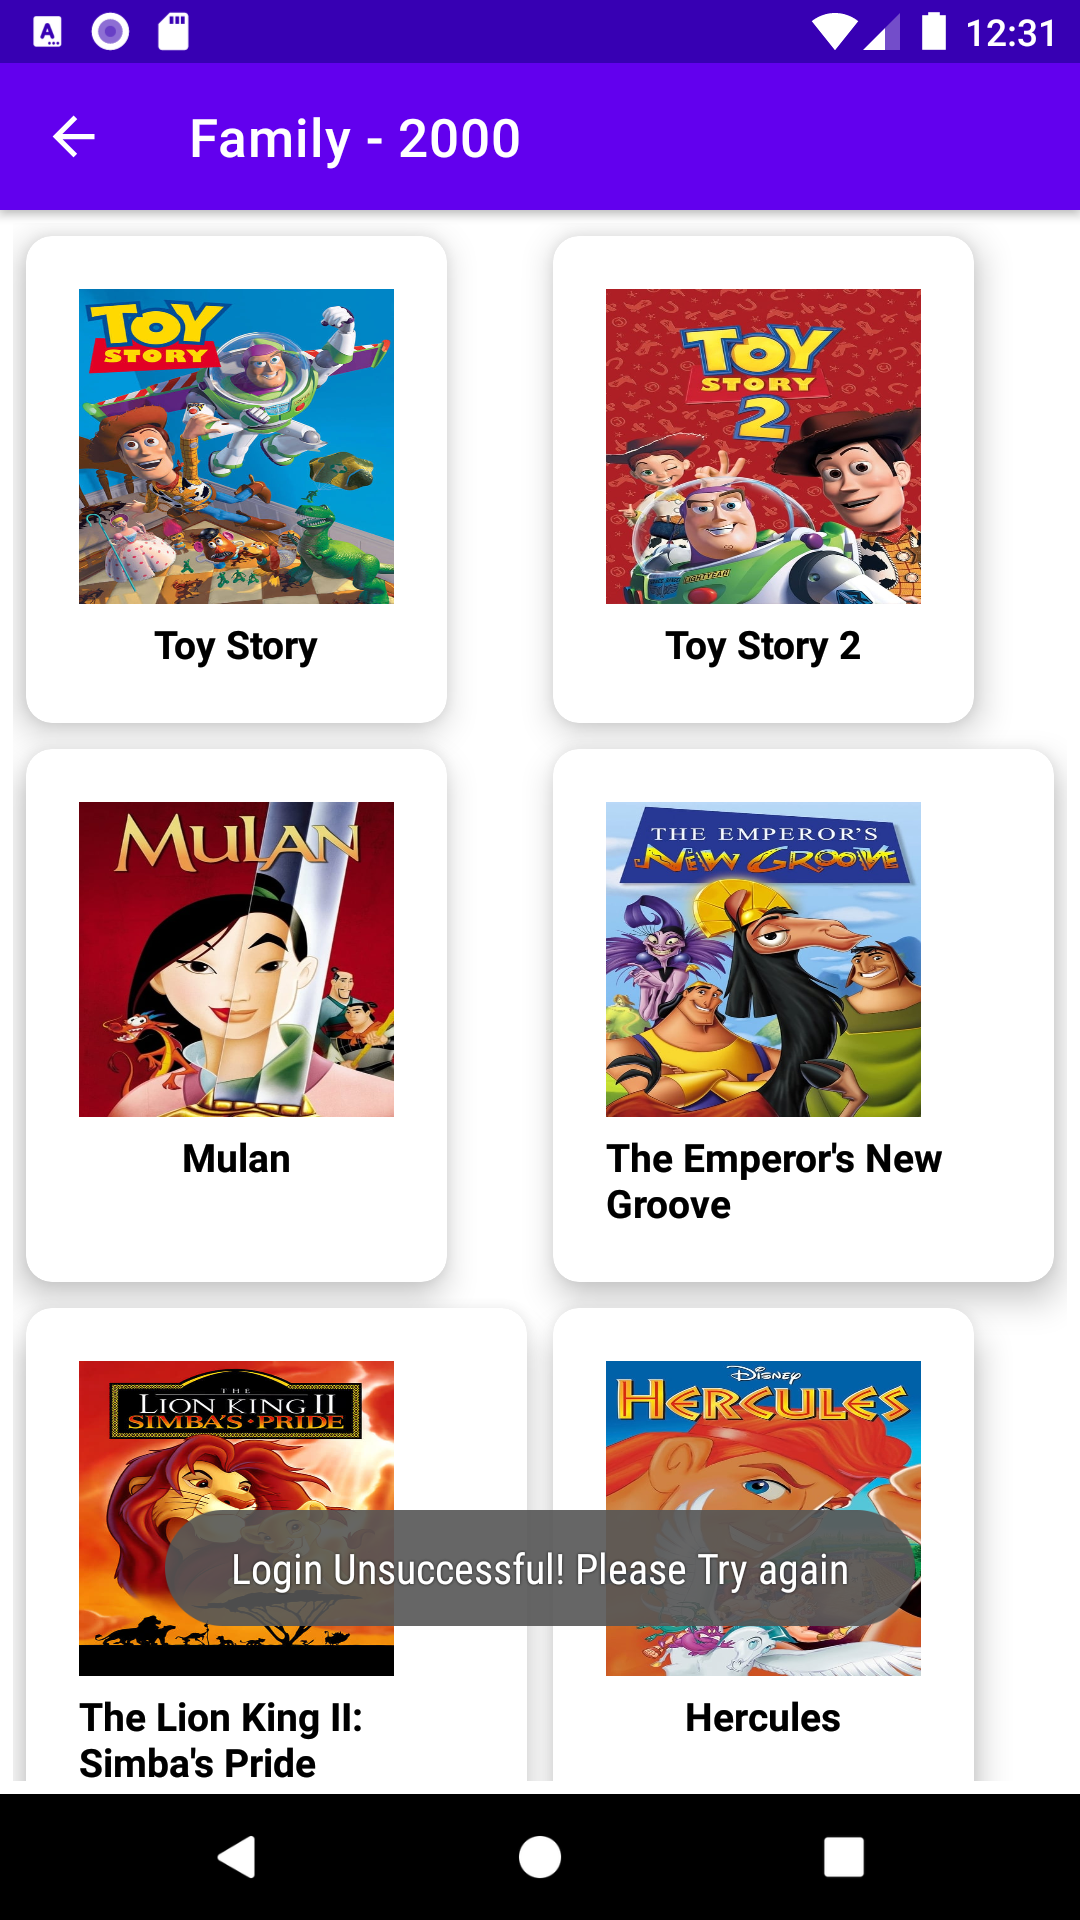 12:31
Family - 2000
TOY
STORY
TOY
STORY
2
LIGHTYEAR
Toy Story
Toy Story 2
MULAN
THE EMPEROR'S
NEW GROOVE
Mulan
The Emperor's New
Groove
THE
LION KING II
SIMBA'S PRIDE
DISNEY
HERCULES
Login Unsuccessful! Please Try again
The Lion King II:
Simba's Pride
Hercules